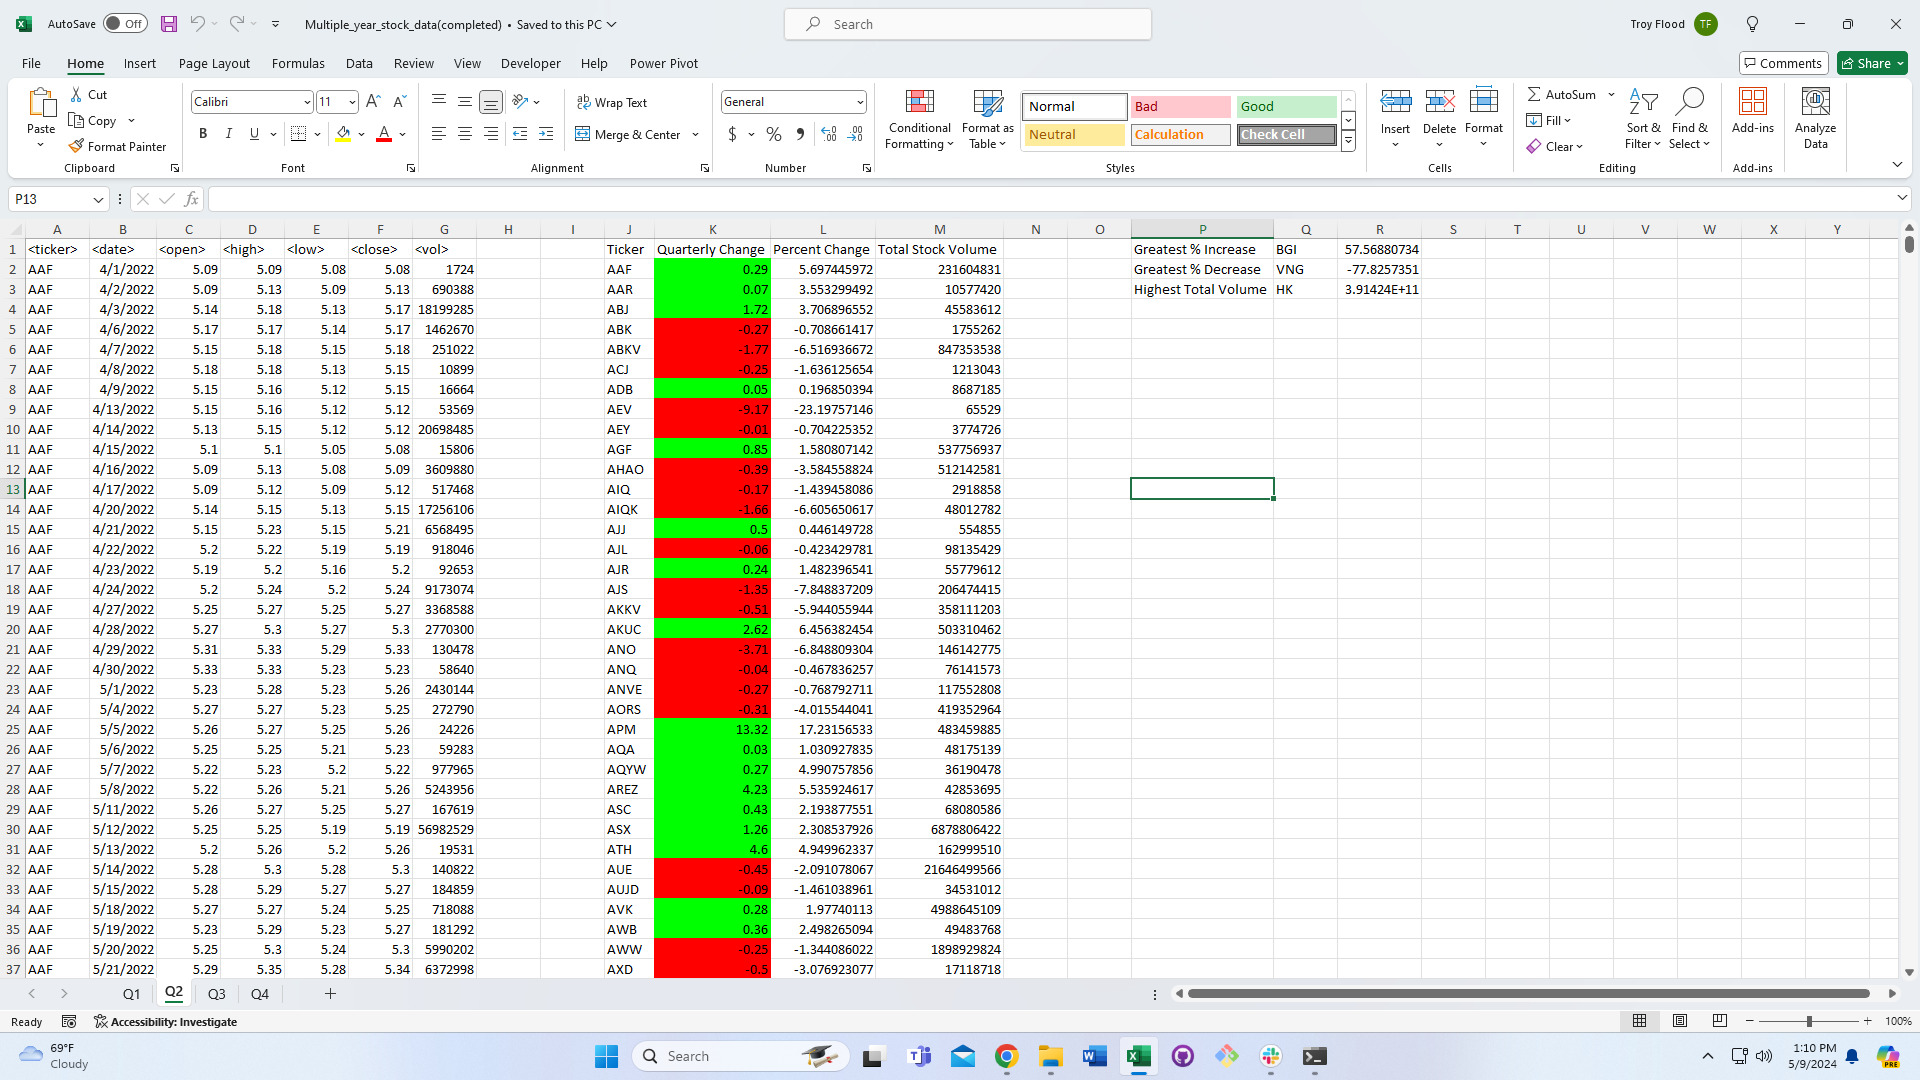 AutoSave Off Multiple_year_stock_data(completed) • Saved to this PC Search Troy Flood TF
File Home Insert Page Layout Formulas Data Review View Developer Help Power Pivot Comments Share
Paste Cut Copy Format Painter Clipboard
Calibri 11 B I U A Font
Wrap Text Merge & Center Alignment
General $ % , Number
Conditional Formatting Format as Table Normal Bad Good Neutral Calculation Check Cell Styles
Insert Delete Format Cells
AutoSum Fill Clear Sort & Filter Find & Select Editing
Add-ins Add-ins Analyze Data
P13 fx
A B C D E F G H I J K L M N O P Q R S T U V W X Y
1 <ticker> <date> <open> <high> <low> <close> <vol> Ticker Quarterly Change Percent Change Total Stock Volume Greatest % Increase BGI 57.56880734
2 AAF 4/1/2022 5.09 5.09 5.08 5.08 1724 AAF 0.29 5.697445972 231604831 Greatest % Decrease VNG -77.8257351
3 AAF 4/2/2022 5.09 5.13 5.09 5.13 690388 AAR 0.07 3.553299492 10577420 Highest Total Volume HK 3.91424E+11
4 AAF 4/3/2022 5.14 5.18 5.13 5.17 18199285 ABJ 1.72 3.706896552 45583612
5 AAF 4/6/2022 5.17 5.17 5.14 5.17 1462670 ABK -0.27 -0.708661417 1755262
6 AAF 4/7/2022 5.15 5.18 5.15 5.18 251022 ABKV -1.77 -6.516936672 847353538
7 AAF 4/8/2022 5.18 5.18 5.13 5.15 10899 ACJ -0.25 -1.636125654 1213043
8 AAF 4/9/2022 5.15 5.16 5.12 5.15 16664 ADB 0.05 0.196850394 8687185
9 AAF 4/13/2022 5.15 5.16 5.12 5.12 53569 AEV -9.17 -23.19757146 65529
10 AAF 4/14/2022 5.13 5.15 5.12 5.12 20698485 AEY -0.01 -0.704225352 3774726
11 AAF 4/15/2022 5.1 5.1 5.05 5.08 15806 AGF 0.85 1.580807142 537756937
12 AAF 4/16/2022 5.09 5.13 5.08 5.09 3609880 AHAO -0.39 -3.584558824 512142581
13 AAF 4/17/2022 5.09 5.12 5.09 5.12 517468 AIQ -0.17 -1.439458086 2918858
14 AAF 4/20/2022 5.14 5.15 5.13 5.15 17256106 AIQK -1.66 -6.605650617 48012782
15 AAF 4/21/2022 5.15 5.23 5.15 5.21 6568495 AJJ 0.5 0.446149728 554855
16 AAF 4/22/2022 5.2 5.22 5.19 5.19 918046 AJL -0.06 -0.423429781 98135429
17 AAF 4/23/2022 5.19 5.2 5.16 5.2 92653 AJR 0.24 1.482396541 55779612
18 AAF 4/24/2022 5.2 5.24 5.2 5.24 9173074 AJS -1.35 -7.848837209 206474415
19 AAF 4/27/2022 5.25 5.27 5.25 5.27 3368588 AKKV -0.51 -5.944055944 358111203
20 AAF 4/28/2022 5.27 5.3 5.27 5.3 2770300 AKUC 2.62 6.456382454 503310462
21 AAF 4/29/2022 5.31 5.33 5.29 5.33 130478 ANO -3.71 -6.848809304 146142775
22 AAF 4/30/2022 5.33 5.33 5.23 5.23 58640 ANQ -0.04 -0.467836257 76141573
23 AAF 5/1/2022 5.23 5.28 5.23 5.26 2430144 ANVE -0.27 -0.768792711 117552808
24 AAF 5/4/2022 5.27 5.27 5.23 5.25 272790 AORS -0.31 -4.015544041 419352964
25 AAF 5/5/2022 5.26 5.27 5.25 5.26 24226 APM 13.32 17.23156533 483459885
26 AAF 5/6/2022 5.25 5.25 5.21 5.23 59283 AQA 0.03 1.030927835 48175139
27 AAF 5/7/2022 5.22 5.23 5.2 5.22 977965 AQYW 0.27 4.990757856 36190478
28 AAF 5/8/2022 5.22 5.26 5.21 5.26 5243956 AREZ 4.23 5.535924617 42853695
29 AAF 5/11/2022 5.26 5.27 5.25 5.27 167619 ASC 0.43 2.193877551 68080586
30 AAF 5/12/2022 5.25 5.25 5.19 5.19 56982529 ASX 1.26 2.308537926 6878806422
31 AAF 5/13/2022 5.2 5.26 5.2 5.26 19531 ATH 4.6 4.949962337 162999510
32 AAF 5/14/2022 5.28 5.3 5.28 5.3 140822 AUE -0.45 -2.091078067 21646499566
33 AAF 5/15/2022 5.28 5.29 5.27 5.27 184859 AUJD -0.09 -1.461038961 34531012
34 AAF 5/18/2022 5.27 5.27 5.24 5.25 718088 AVK 0.28 1.97740113 4988645109
35 AAF 5/19/2022 5.23 5.29 5.23 5.27 181292 AWB 0.36 2.498265094 49483768
36 AAF 5/20/2022 5.25 5.3 5.24 5.3 5990202 AWW -0.25 -1.344086022 1898929824
37 AAF 5/21/2022 5.29 5.35 5.28 5.34 6372998 AXD -0.5 -3.076923077 17118718
Q1 Q2 Q3 Q4 +
Ready Accessibility: Investigate 100%
69°F
Cloudy
Search
1:10 PM
5/9/2024